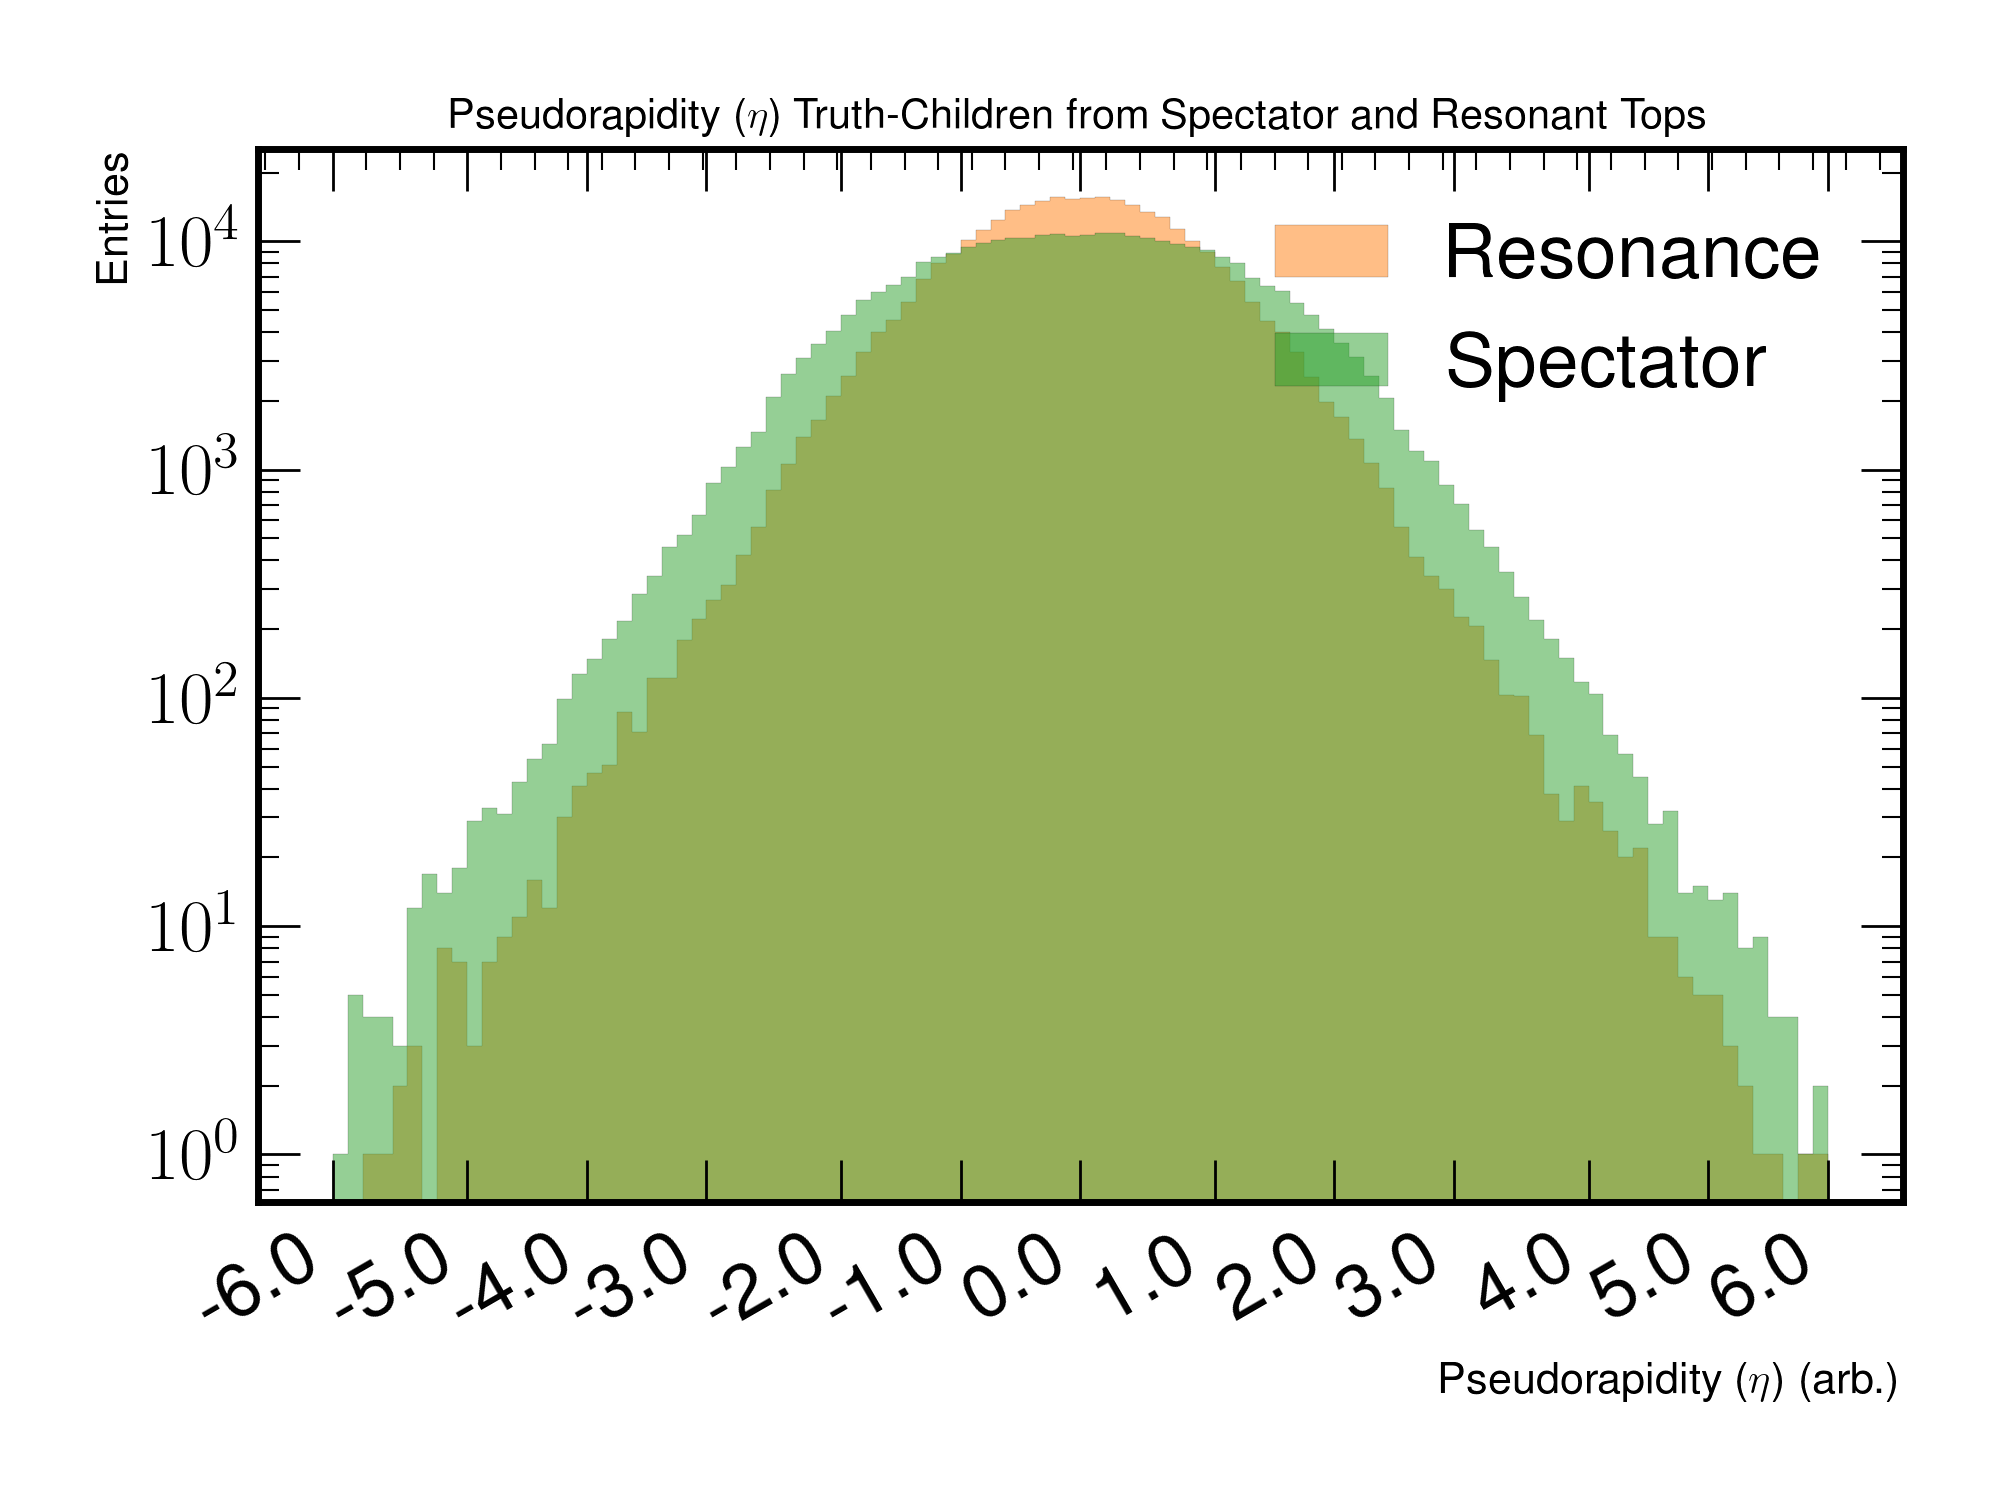 Pseudorapidity (η) Truth-Children from Spectator and Resonant Tops
Entries
10^4
10^3
10^2
10^1
10^0
Resonance
Spectator
-6.0 -5.0 -4.0 -3.0 -2.0 -1.0 0.0 1.0 2.0 3.0 4.0 5.0 6.0
Pseudorapidity (η) (arb.)